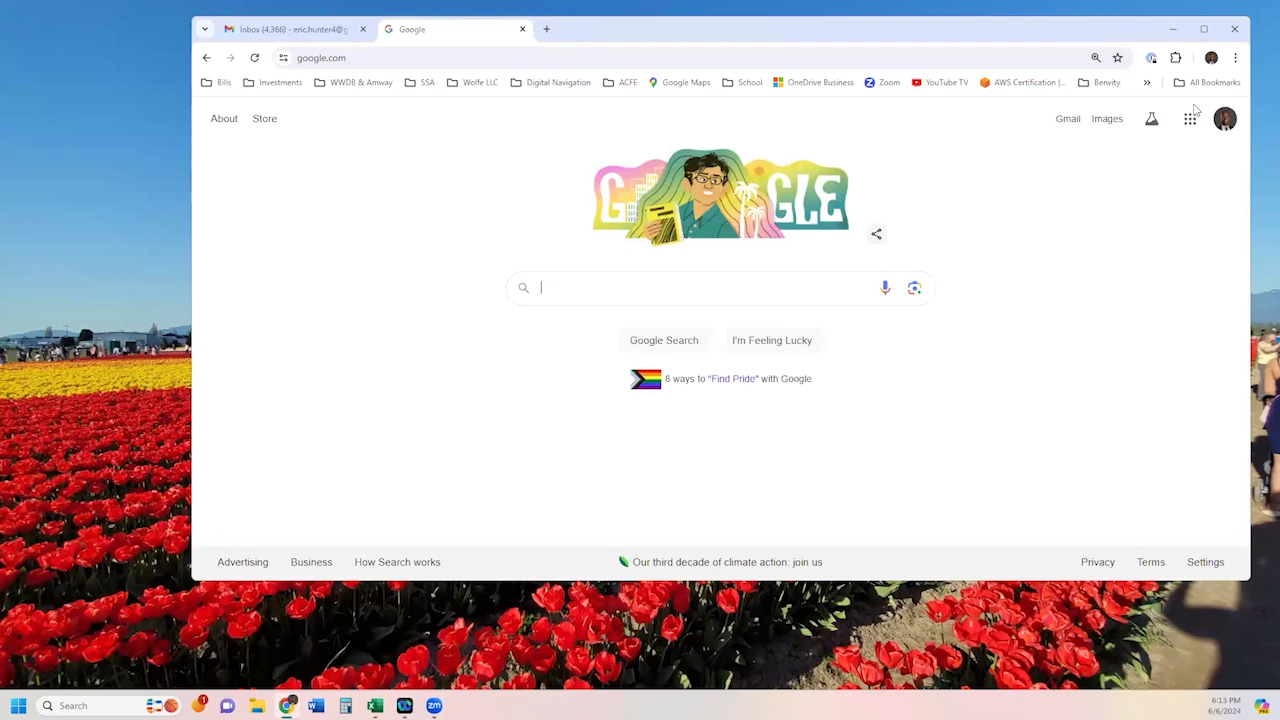 Inbox (4,366) - eric.hunter4@g
Google
google.com
Bills
Investments
WWDB & Amway
SSA
Wolfe LLC
Digital Navigation
ACFE
Google Maps
School
OneDrive Business
Zoom
YouTube TV
AWS Certification |...
Benvity
»
All Bookmarks
About
Store
Gmail
Images
G GLE
Google Search
I'm Feeling Lucky
8 ways to "Find Pride" with Google
Advertising
Business
How Search works
Our third decade of climate action: join us
Privacy
Terms
Settings
Search
1
zm
6:13 PM
6/6/2024